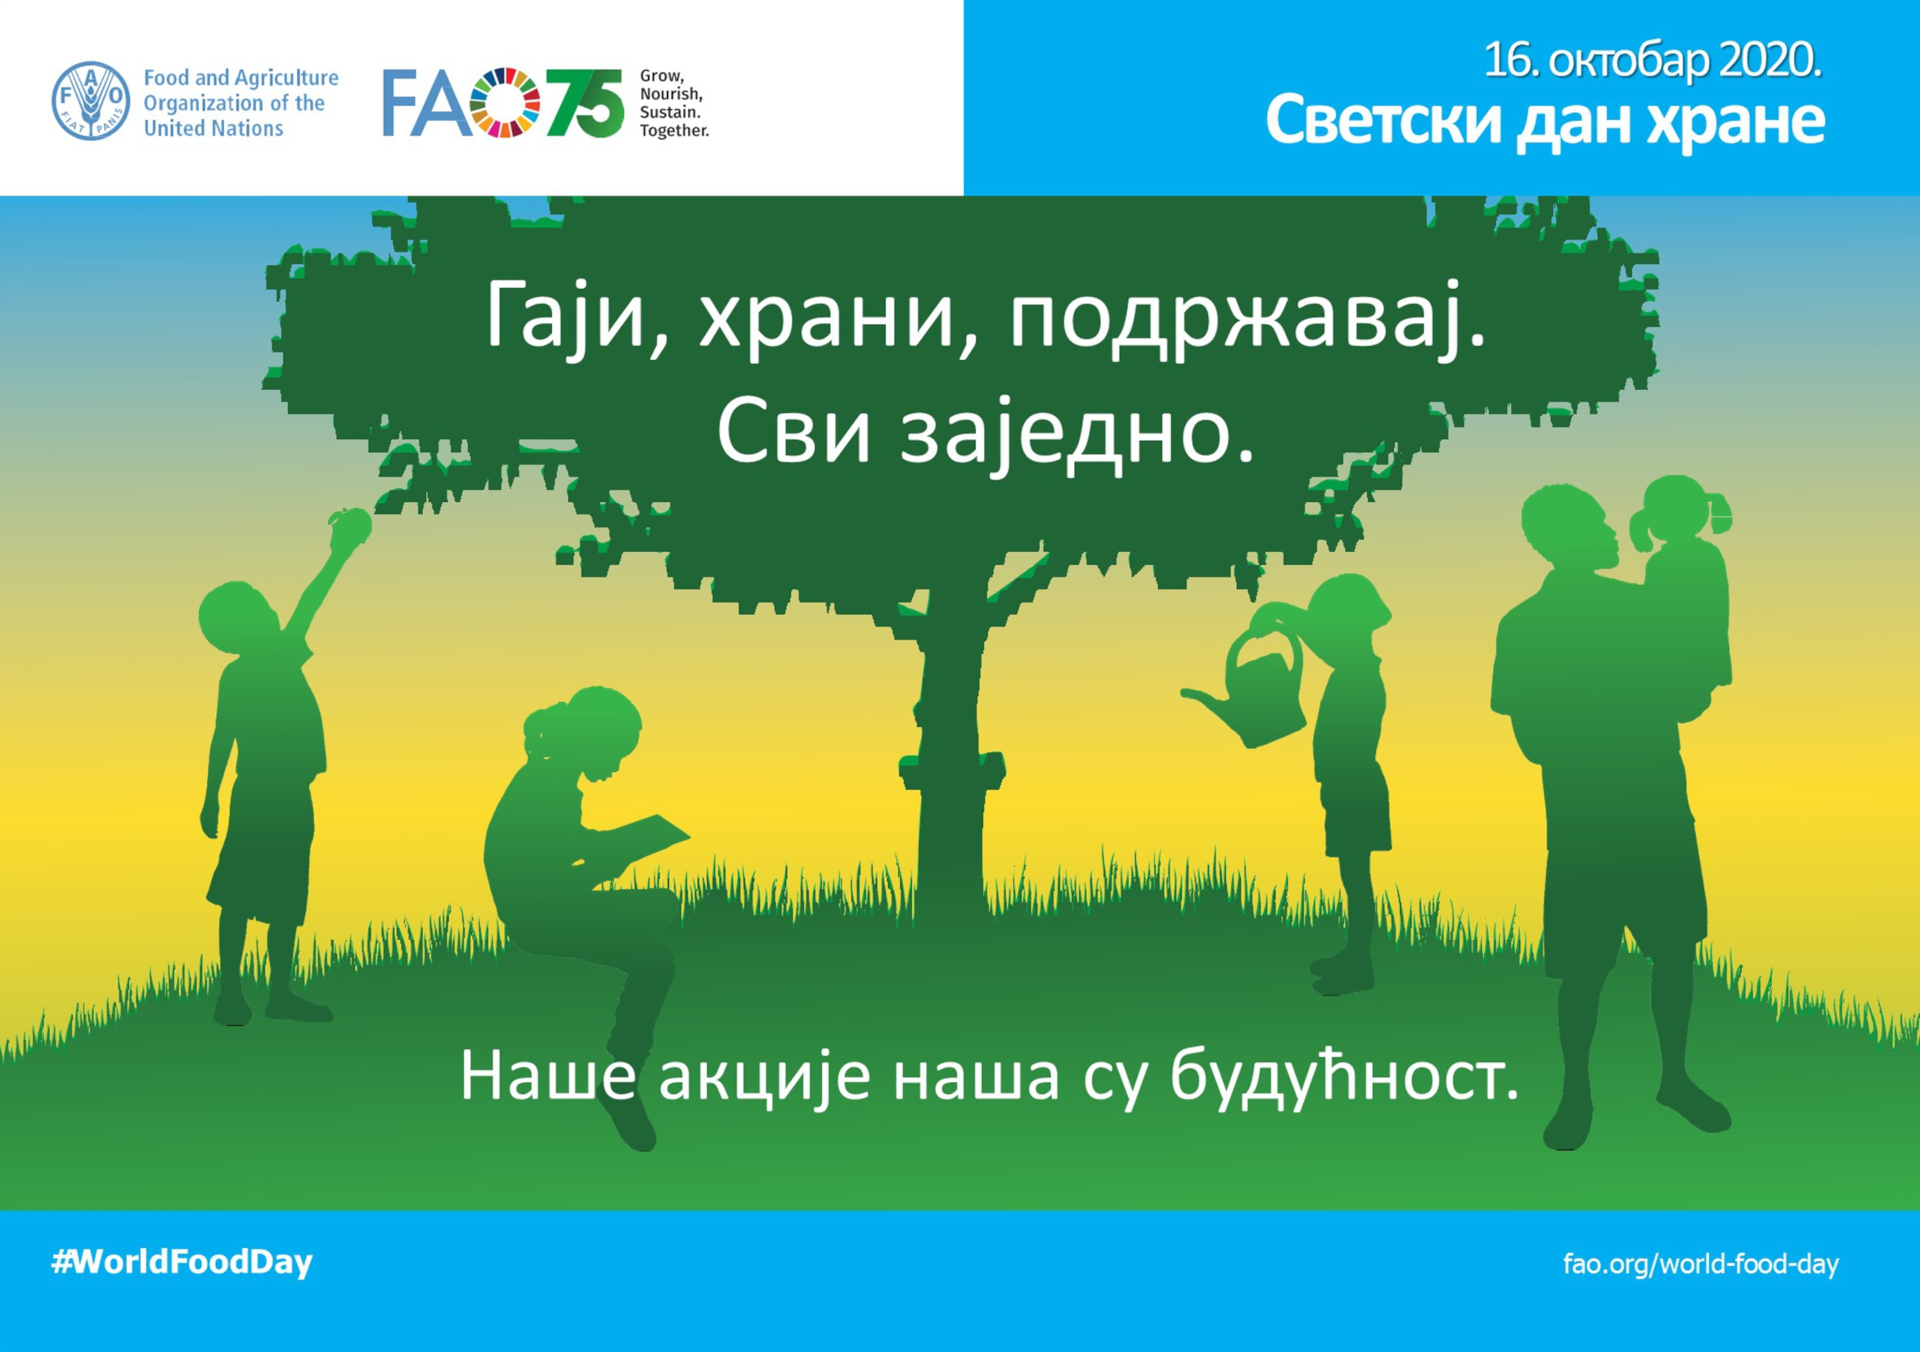 Food and Agriculture
Organization of the
United Nations
F A O
FIAT PANIS
FAO75
Grow,
Nourish,
Sustain.
Together.
16. октобар 2020.
Светски дан хране
Гаји, храни, подржавај.
Сви заједно.
Наше акције наша су будућност.
#WorldFoodDay
fao.org/world-food-day